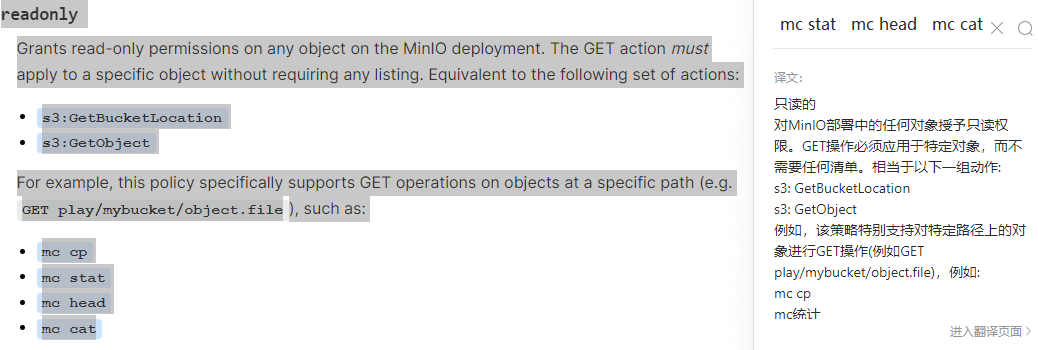 readonly
Grants read-only permissions on any object on the MinIO deployment. The GET action must
apply to a specific object without requiring any listing. Equivalent to the following set of actions:
s3:GetBucketLocation
s3:GetObject
For example, this policy specifically supports GET operations on objects at a specific path (e.g.
GET play/mybucket/object.file ), such as:
mc cp
mc stat
mc head
mc cat
mc stat mc head mc cat
译文:
只读的
对MinIO部署中的任何对象授予只读权
限。GET操作必须应用于特定对象，而不
需要任何清单。相当于以下一组动作:
s3: GetBucketLocation
s3: GetObject
例如，该策略特别支持对特定路径上的对
象进行GET操作(例如GET
play/mybucket/object.file)，例如:
mc cp
mc统计
进入翻译页面